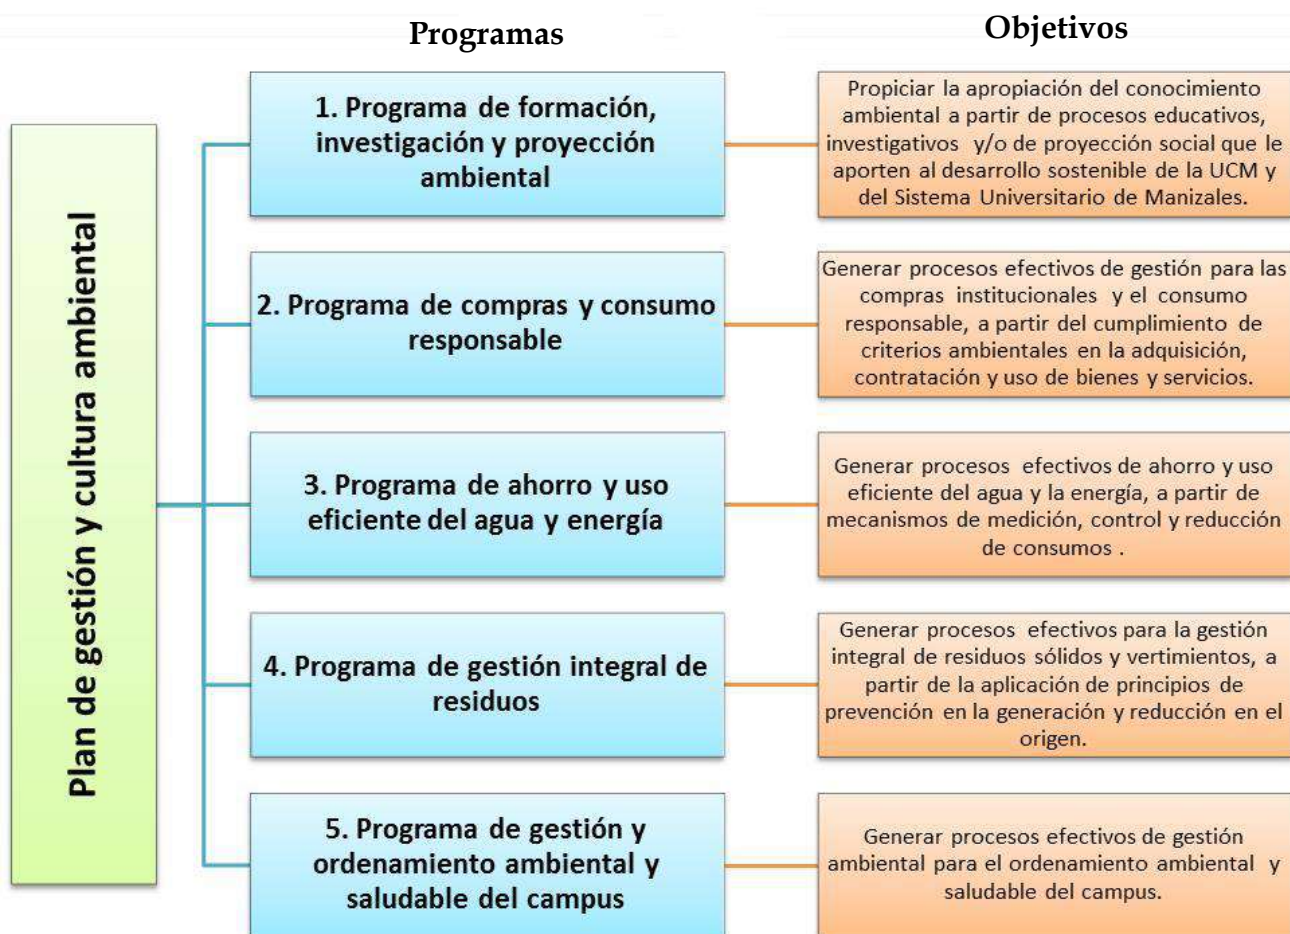 Programas
Objetivos
Plan de gestión y cultura ambiental
1. Programa de formación,
investigación y proyección
ambiental
Propiciar la apropiación del conocimiento
ambiental a partir de procesos educativos,
investigativos y/o de proyección social que le
aporten al desarrollo sostenible de la UCM y
del Sistema Universitario de Manizales.
2. Programa de compras y consumo
responsable
Generar procesos efectivos de gestión para las
compras institucionales y el consumo
responsable, a partir del cumplimiento de
criterios ambientales en la adquisición,
contratación y uso de bienes y servicios.
3. Programa de ahorro y uso
eficiente del agua y energía
Generar procesos efectivos de ahorro y uso
eficiente del agua y la energía, a partir de
mecanismos de medición, control y reducción
de consumos .
4. Programa de gestión integral de
residuos
Generar procesos efectivos para la gestión
integral de residuos sólidos y vertimientos, a
partir de la aplicación de principios de
prevención en la generación y reducción en el
origen.
5. Programa de gestión y
ordenamiento ambiental y
saludable del campus
Generar procesos efectivos de gestión
ambiental para el ordenamiento ambiental y
saludable del campus.